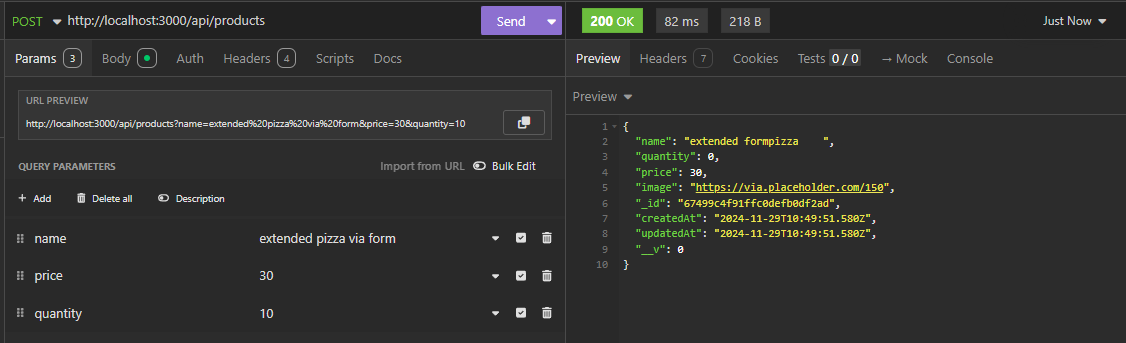 POST http://localhost:3000/api/products Send
Params 3 Body Auth Headers 4 Scripts Docs
URL PREVIEW
http://localhost:3000/api/products?name=extended%20pizza%20via%20form&price=30&quantity=10
QUERY PARAMETERS Import from URL Bulk Edit
+ Add Delete all Description
name extended pizza via form
price 30
quantity 10
200 OK 82 ms 218 B Just Now
Preview Headers 7 Cookies Tests 0 / 0 → Mock Console
Preview
1 {
2 "name": "extended formpizza    ",
3 "quantity": 0,
4 "price": 30,
5 "image": "https://via.placeholder.com/150",
6 "_id": "67499c4f91ffc0defb0df2ad",
7 "createdAt": "2024-11-29T10:49:51.580Z",
8 "updatedAt": "2024-11-29T10:49:51.580Z",
9 "__v": 0
10 }